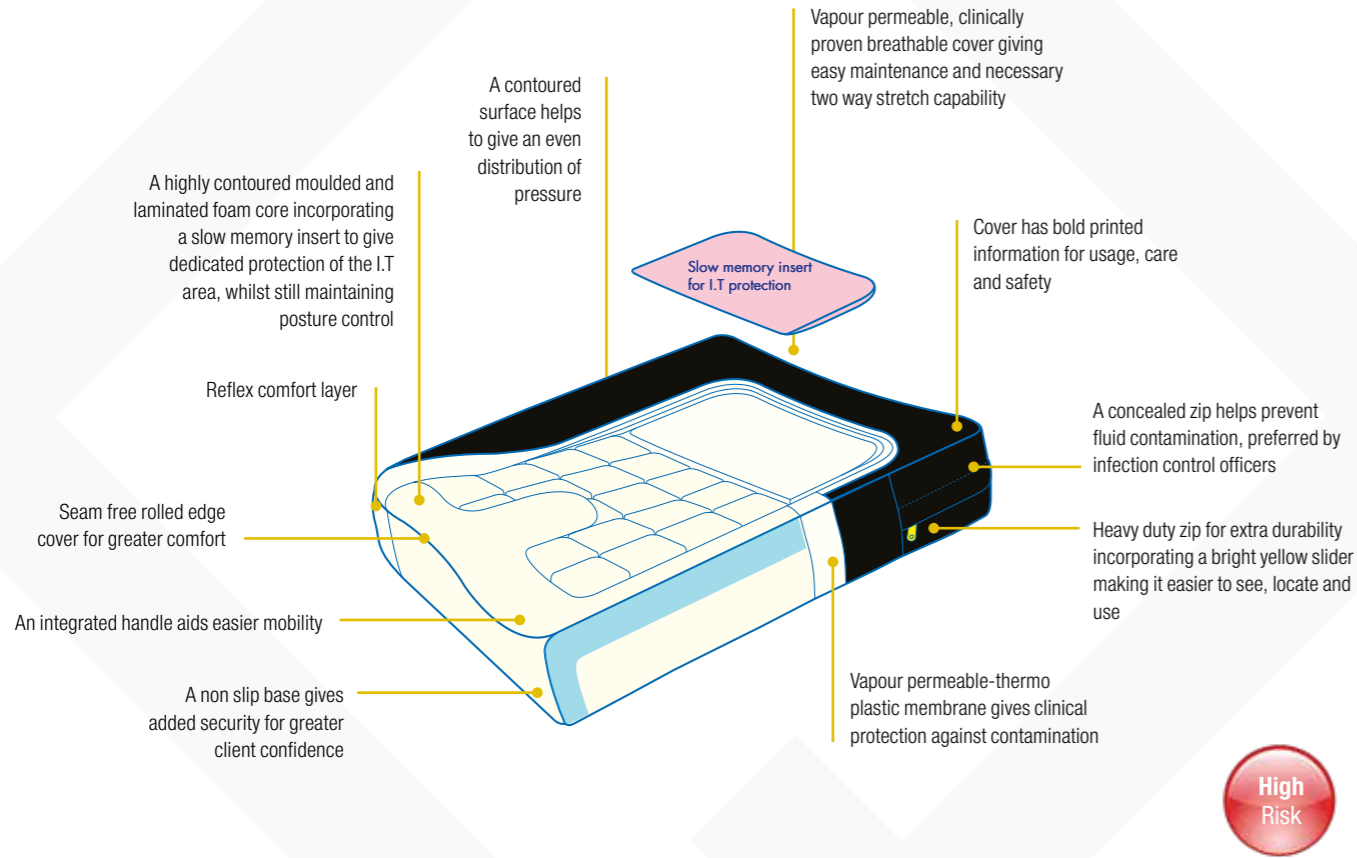 Vapour permeable, clinically
proven breathable cover giving
easy maintenance and necessary
two way stretch capability
A contoured
surface helps
to give an even
distribution of
pressure
A highly contoured moulded and
laminated foam core incorporating
a slow memory insert to give
dedicated protection of the I.T
area, whilst still maintaining
posture control
Cover has bold printed
information for usage, care
and safety
Slow memory insert
for I.T protection
Reflex comfort layer
A concealed zip helps prevent
fluid contamination, preferred by
infection control officers
Seam free rolled edge
cover for greater comfort
Heavy duty zip for extra durability
incorporating a bright yellow slider
making it easier to see, locate and
use
An integrated handle aids easier mobility
A non slip base gives
added security for greater
client confidence
Vapour permeable-thermo
plastic membrane gives clinical
protection against contamination
High
Risk